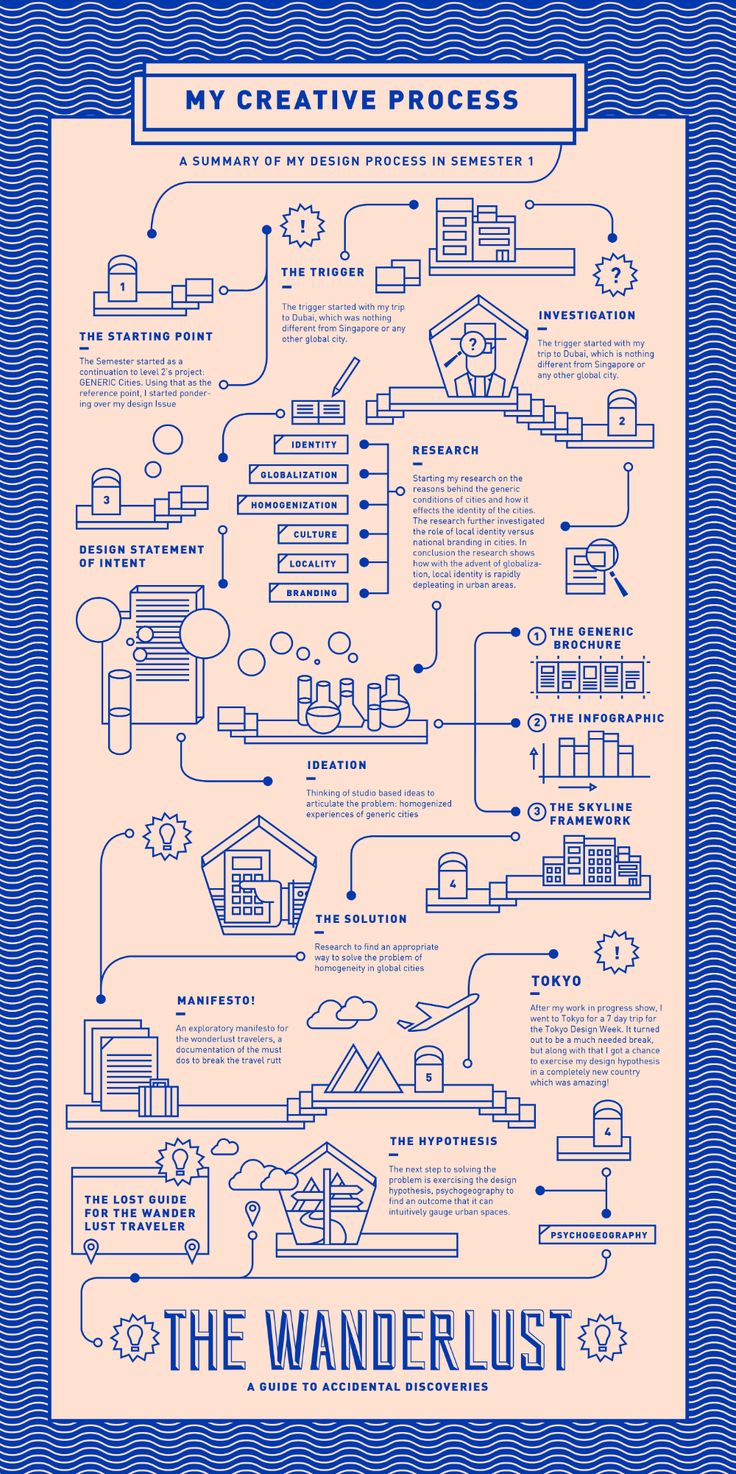 MY CREATIVE PROCESS
A SUMMARY OF MY DESIGN PROCESS IN SEMESTER 1
!
1
THE STARTING POINT
The Semester started as a
continuation to level 2's project:
GENERIC Cities. Using that as the
reference point, I started ponder-
ing over my design Issue
THE TRIGGER
The trigger started with my trip
to Dubai, which was nothing
different from Singapore or any
other global city.
?
INVESTIGATION
The trigger started with my
trip to Dubai, which is nothing
different from Singapore or
any other global city.
?
2
IDENTITY
GLOBALIZATION
HOMOGENIZATION
CULTURE
LOCALITY
BRANDING
RESEARCH
Starting my research on the
reasons behind the generic
conditions of cities and how it
effects the identity of the cities.
The research further investigated
the role of local identity versus
national branding in cities. In
conclusion the research shows
how with the advent of globaliza-
tion, local identity is rapidly
depleating in urban areas.
3
DESIGN STATEMENT
OF INTENT
IDEATION
Thinking of studio based ideas to
articulate the problem: homogenized
experiences of generic cities
1 THE GENERIC
BROCHURE
2 THE INFOGRAPHIC
3 THE SKYLINE
FRAMEWORK
4
THE SOLUTION
Research to find an appropriate
way to solve the problem of
homogeneity in global cities
MANIFESTO!
An exploratory manifesto for
the wonderlust travelers, a
documentation of the must
dos to break the travel rutt
!
TOKYO
After my work in progress show, I
went to Tokyo for a 7 day trip for
the Tokyo Design Week. It turned
out to be a much needed break,
but along with that I got a chance
to exercise my design hypothesis
in a completely new country
which was amazing!
5
4
THE HYPOTHESIS
The next step to solving the
problem is exercising the design
hypothesis, psychogeography to
find an outcome that it can
intuitively gauge urban spaces.
PSYCHOGEOGRAPHY
THE LOST GUIDE
FOR THE WANDER
LUST TRAVELER
THE WANDERLUST
A GUIDE TO ACCIDENTAL DISCOVERIES